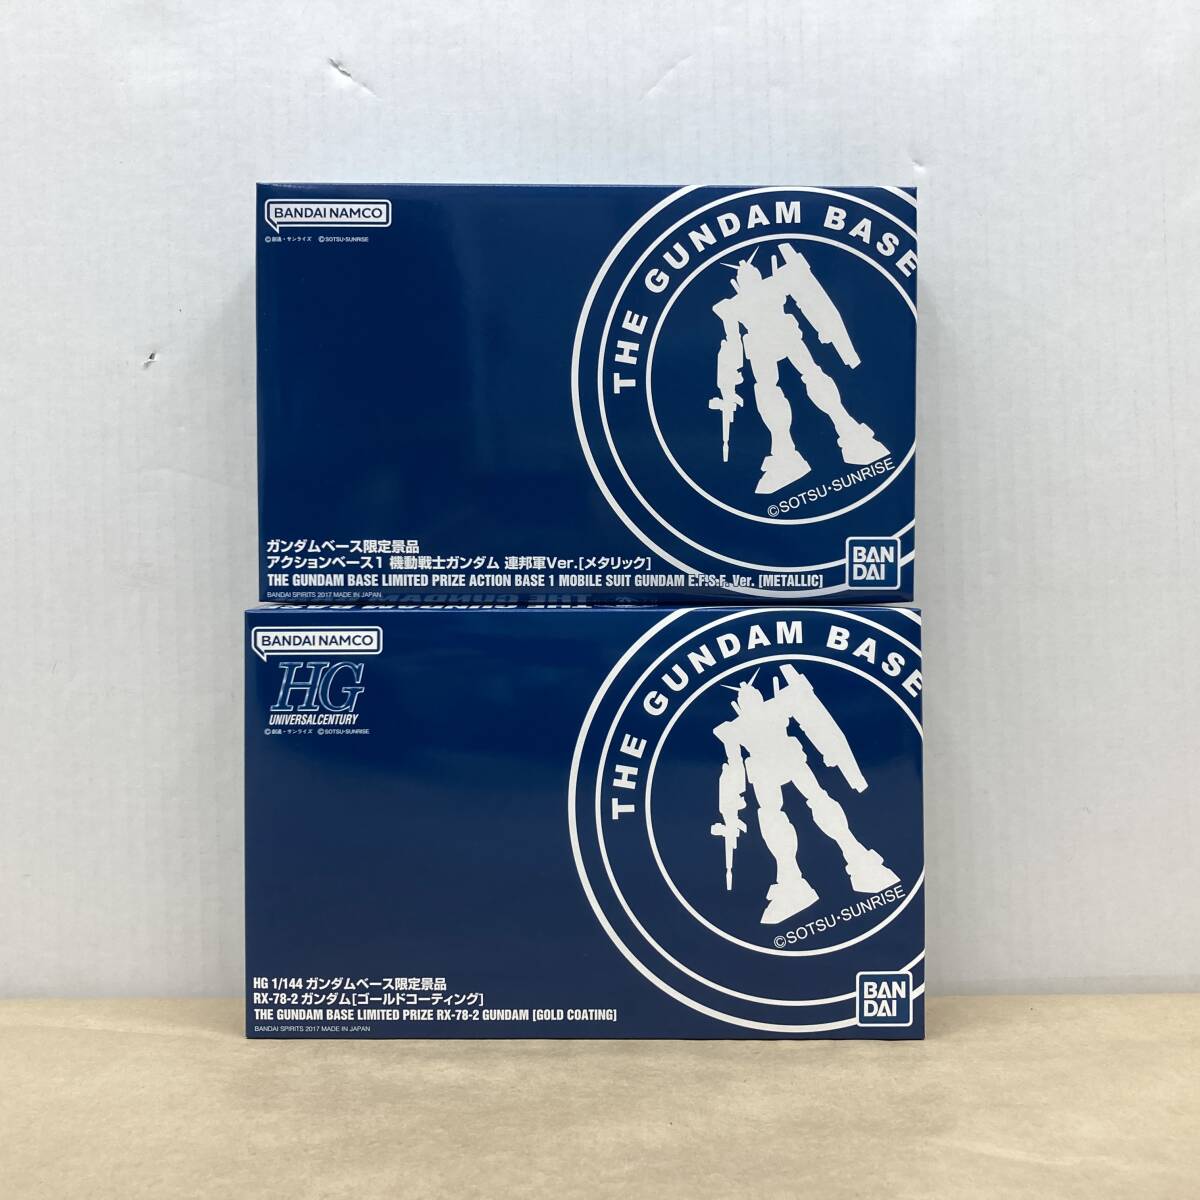 BANDAI NAMCO
©創通・サンライズ ©SOTSU・SUNRISE
THE GUNDAM BASE
©SOTSU・SUNRISE
ガンダムベース限定景品
アクションベース1 機動戦士ガンダム 連邦軍Ver.[メタリック]
THE GUNDAM BASE LIMITED PRIZE ACTION BASE 1 MOBILE SUIT GUNDAM E.F.S.F. Ver. [METALLIC]
BANDAI SPIRITS 2017 MADE IN JAPAN
BAN
DAI
BANDAI NAMCO
HG
UNIVERSAL CENTURY
©創通・サンライズ ©SOTSU・SUNRISE
THE GUNDAM BASE
©SOTSU・SUNRISE
HG 1/144 ガンダムベース限定景品
RX-78-2 ガンダム[ゴールドコーティング]
THE GUNDAM BASE LIMITED PRIZE RX-78-2 GUNDAM [GOLD COATING]
BANDAI SPIRITS 2017 MADE IN JAPAN
BAN
DAI